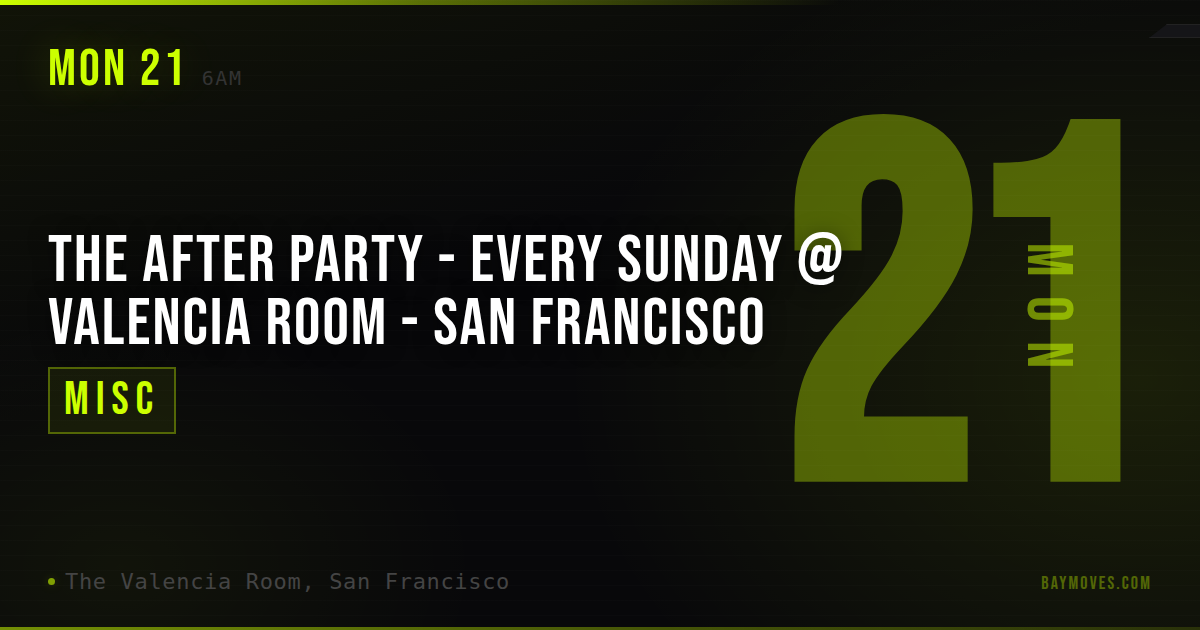 MON 21 6AM
THE AFTER PARTY - EVERY SUNDAY @
VALENCIA ROOM - SAN FRANCISCO
MISC
21
MON
The Valencia Room, San Francisco
BAYMOVES.COM